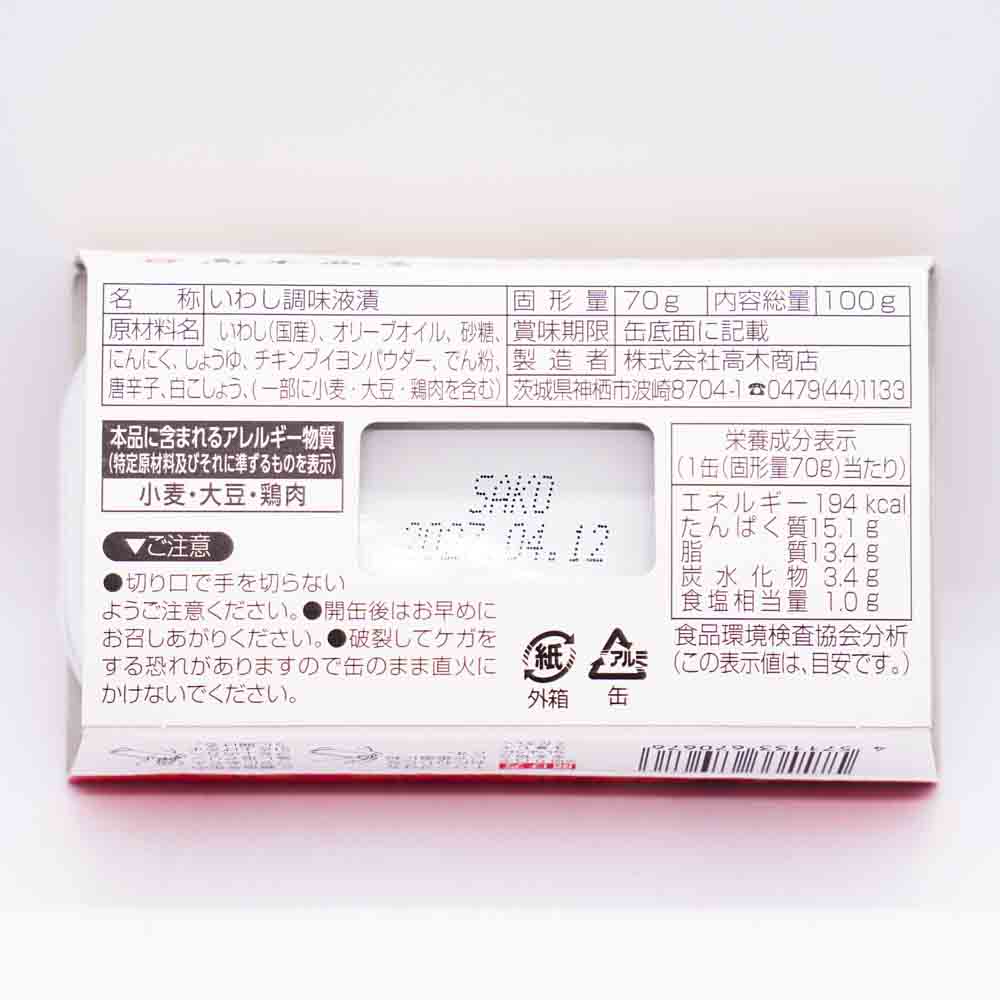 名称 いわし調味液漬
原材料名 いわし(国産)、オリーブオイル、砂糖、
にんにく、しょうゆ、チキンブイヨンパウダー、でん粉、
唐辛子、白こしょう、(一部に小麦・大豆・鶏肉を含む)
固形量 70g 内容総量 100g
賞味期限 缶底面に記載
製造者 株式会社高木商店
茨城県神栖市波崎8704-1 ☎0479(44)1133
本品に含まれるアレルギー物質
(特定原材料及びそれに準ずるものを表示)
小麦・大豆・鶏肉
▼ご注意
●切り口で手を切らない
ようご注意ください。●開缶後はお早めに
お召しあがりください。●破裂してケガを
する恐れがありますので缶のまま直火に
かけないでください。
SAKO
2027.04.12
紙
外箱
アルミ
缶
栄養成分表示
(1缶(固形量70g)当たり)
エネルギー 194 kcal
たんぱく質 15.1g
脂質 13.4g
炭水化物 3.4g
食塩相当量 1.0g
食品環境検査協会分析
(この表示値は、目安です。)
4571133670676